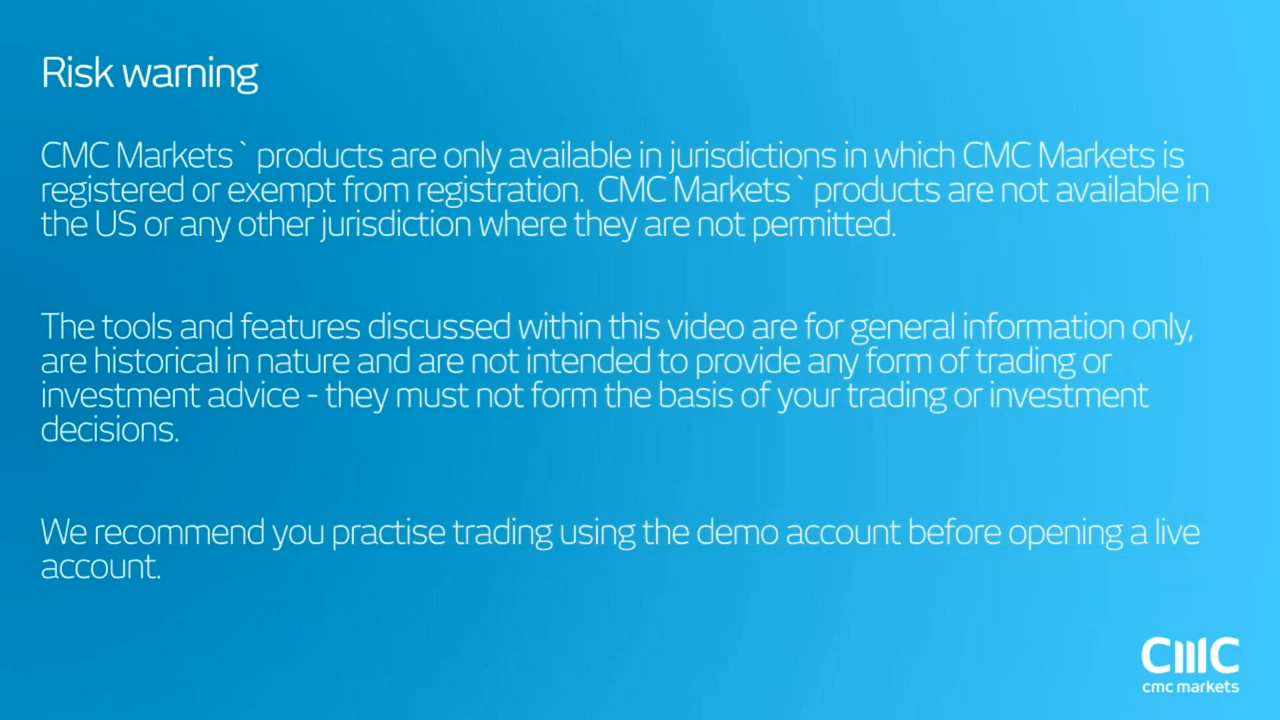 Risk warning
CMC Markets` products are only available in jurisdictions in which CMC Markets is
registered or exempt from registration.  CMC Markets` products are not available in
the US or any other jurisdiction where they are not permitted.
The tools and features discussed within this video are for general information only,
are historical in nature and are not intended to provide any form of trading or
investment advice - they must not form the basis of your trading or investment
decisions.
We recommend you practise trading using the demo account before opening a live
account.
CMC
cmc markets